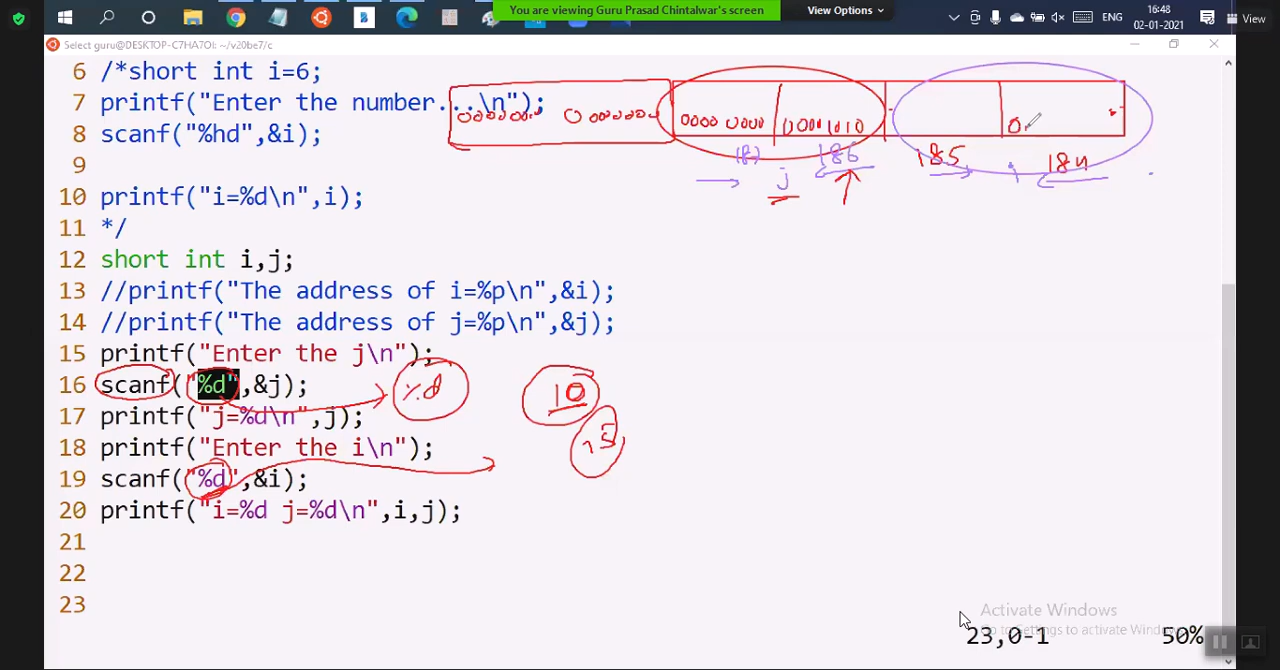 You are viewing Guru Prasad Chintalwar's screen
View Options
16:48
ENG
02-01-2021
View
Select guru@DESKTOP-C7HA7OI: ~/v20be7/c
6 /*short int i=6;
7 printf("Enter the number...\n");
8 scanf("%hd",&i);
9
10 printf("i=%d\n",i);
11 */
12 short int i,j;
13 //printf("The address of i=%p\n",&i);
14 //printf("The address of j=%p\n",&j);
15 printf("Enter the j\n");
16 scanf("%d",&j);
17 printf("j=%d\n",j);
18 printf("Enter the i\n");
19 scanf("%d",&i);
20 printf("i=%d j=%d\n",i,j);
21
22
23
0000 0000
00001010
186
185
184
j
%d
10
15
Activate Windows
Go to Settings to activate Windows.
23,0-1
50%